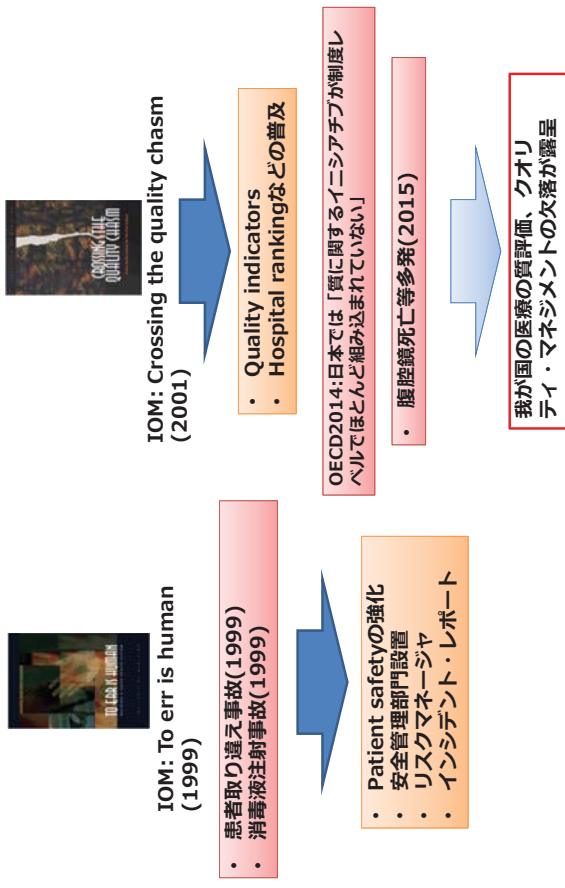 TO ERR IS HUMAN
IOM: To err is human
(1999)
• 患者取り違え事故(1999)
• 消毒液注射事故(1999)
• Patient safetyの強化
• 安全管理部門設置
• リスクマネージャ
• インシデント・レポート
CROSSING THE
QUALITY CHASM
IOM: Crossing the quality chasm
(2001)
• Quality indicators
• Hospital rankingなどの普及
OECD2014:日本では「質に関するイニシアチブが制度レ
ベルでほとんど組み込まれていない」
• 腹腔鏡死亡等多発(2015)
我が国の医療の質評価、クオリ
ティ・マネジメントの欠落が露呈